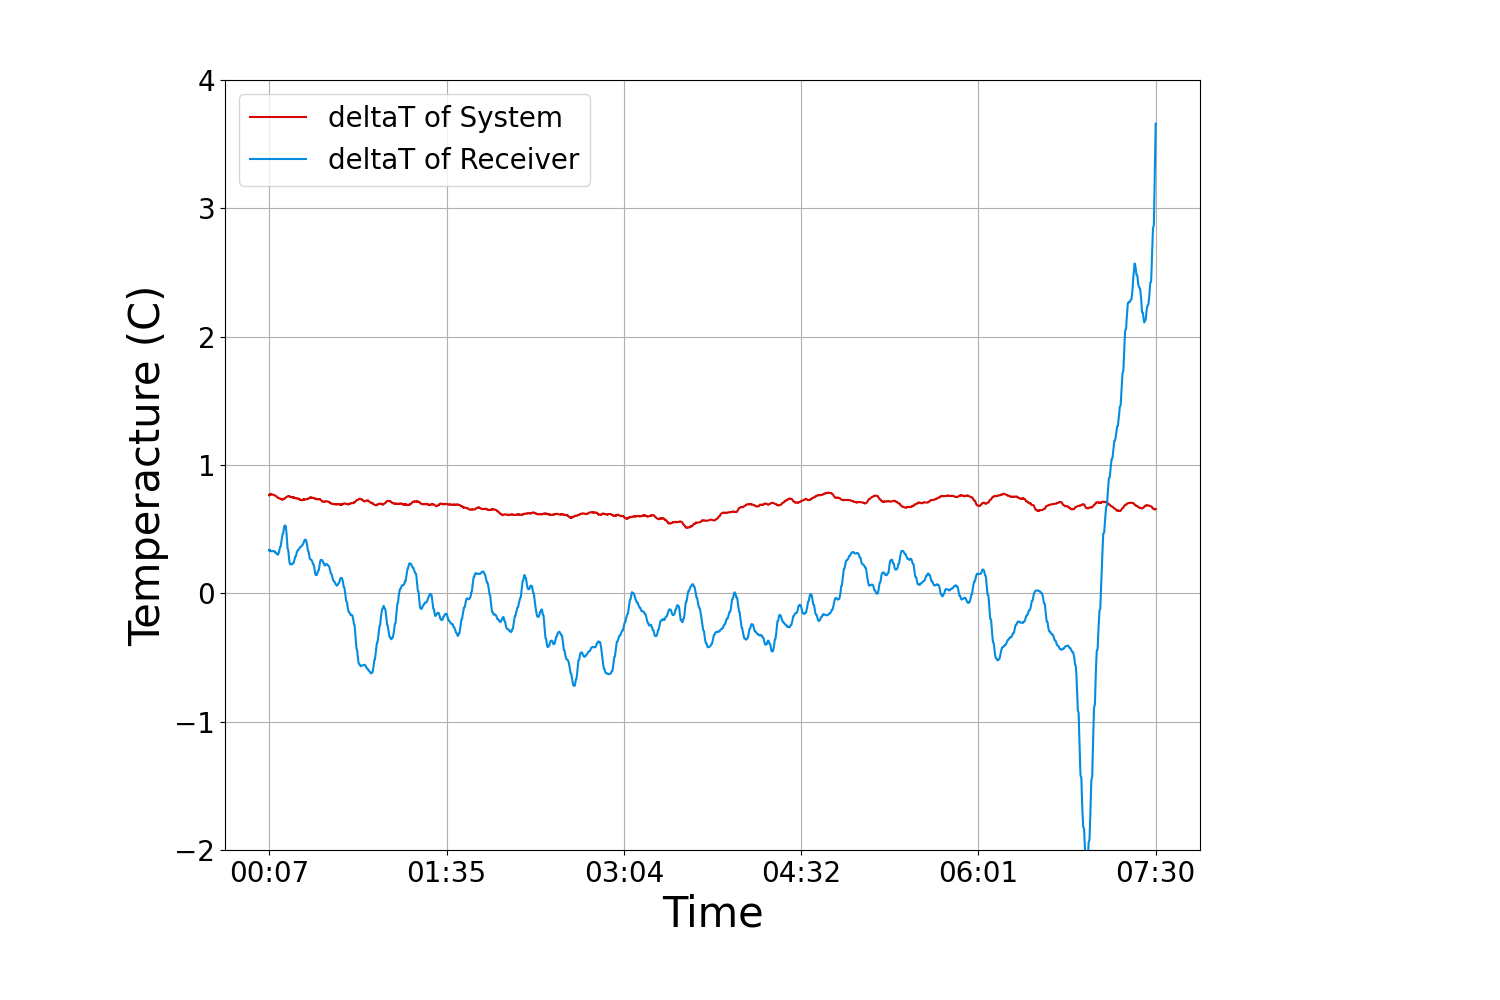 4
deltaT of System
deltaT of Receiver
3
2
1
0
−1
−2
Temperacture (C)
00:07 01:35 03:04 04:32 06:01 07:30
Time